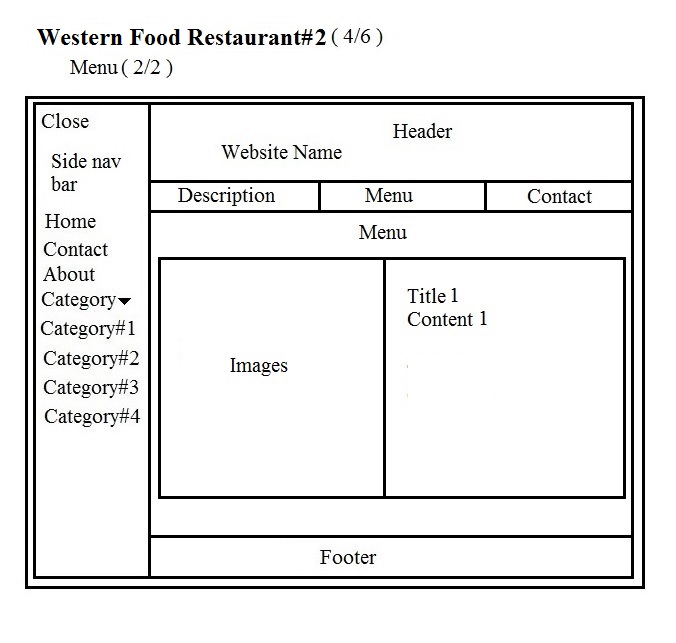 Western Food Restaurant#2 ( 4/6 )
Menu ( 2/2 )
Close
Side nav
bar
Home
Contact
About
Category
Category#1
Category#2
Category#3
Category#4
Header
Website Name
Description
Menu
Contact
Menu
Images
Title 1
Content 1
Footer